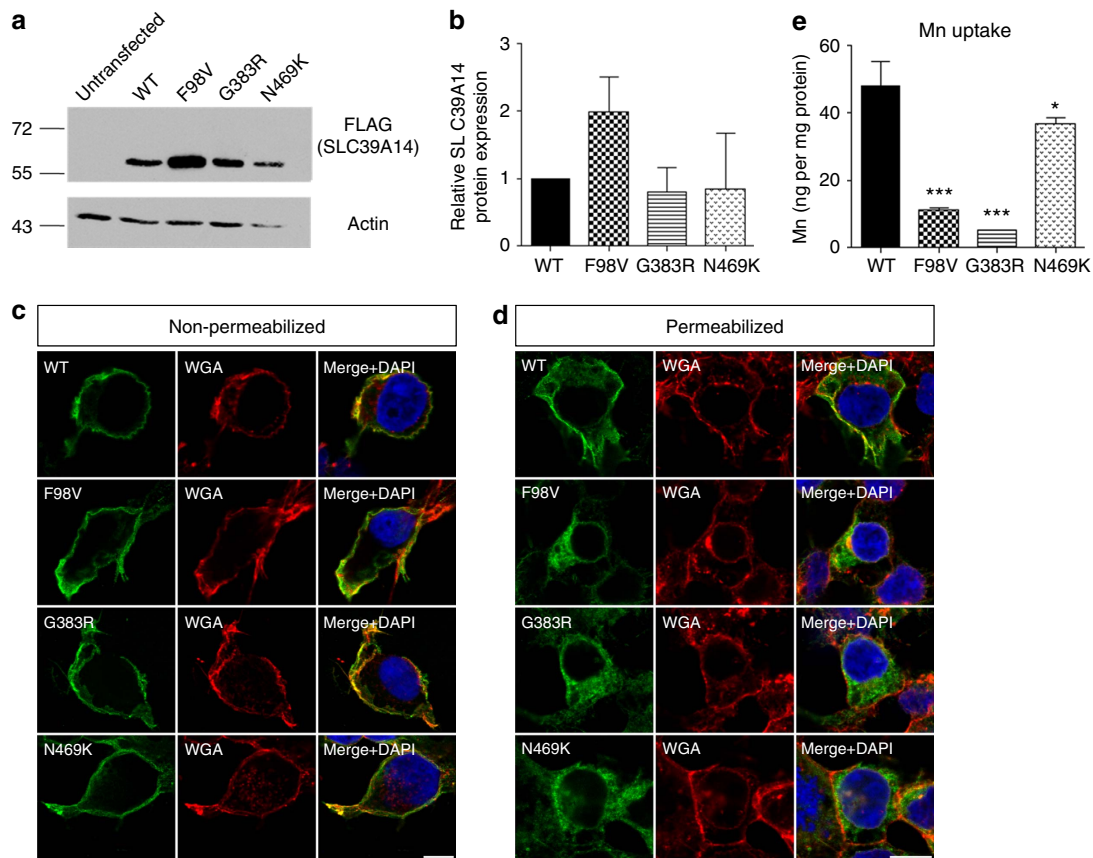 a
Untransfected
WT
F98V
G383R
N469K
72
55
43
FLAG
(SLC39A14)
Actin
b
Relative SL C39A14
protein expression
3
2
1
0
WT
F98V
G383R
N469K
e
Mn uptake
Mn (ng per mg protein)
60
40
20
0
***
***
*
WT
F98V
G383R
N469K
c
Non-permeabilized
WT
WGA
Merge+DAPI
F98V
WGA
Merge+DAPI
G383R
WGA
Merge+DAPI
N469K
WGA
Merge+DAPI
d
Permeabilized
WT
WGA
Merge+DAPI
F98V
WGA
Merge+DAPI
G383R
WGA
Merge+DAPI
N469K
WGA
Merge+DAPI